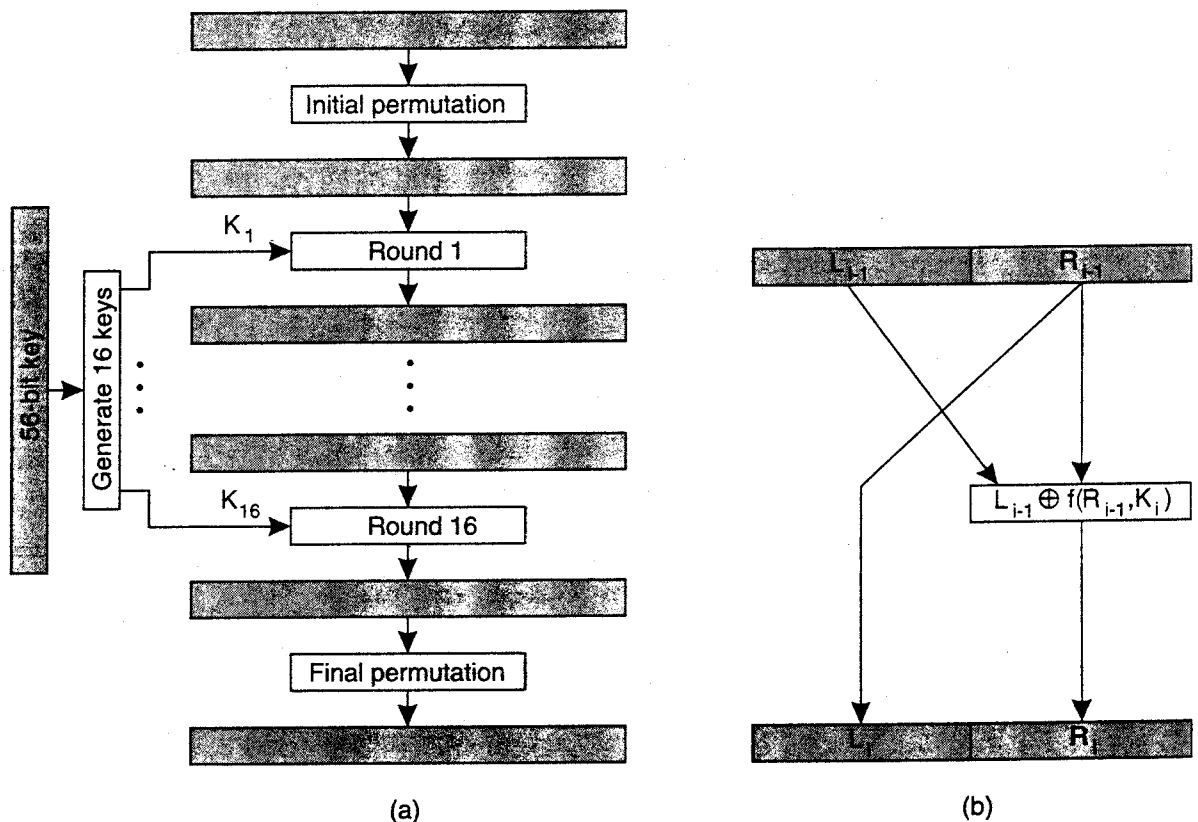 Initial permutation
K1
Round 1
56-bit key
Generate 16 keys
K16
Round 16
Final permutation
(a)
Li-1
Ri-1
Li-1 ⊕ f(Ri-1,Ki)
Li
Ri
(b)